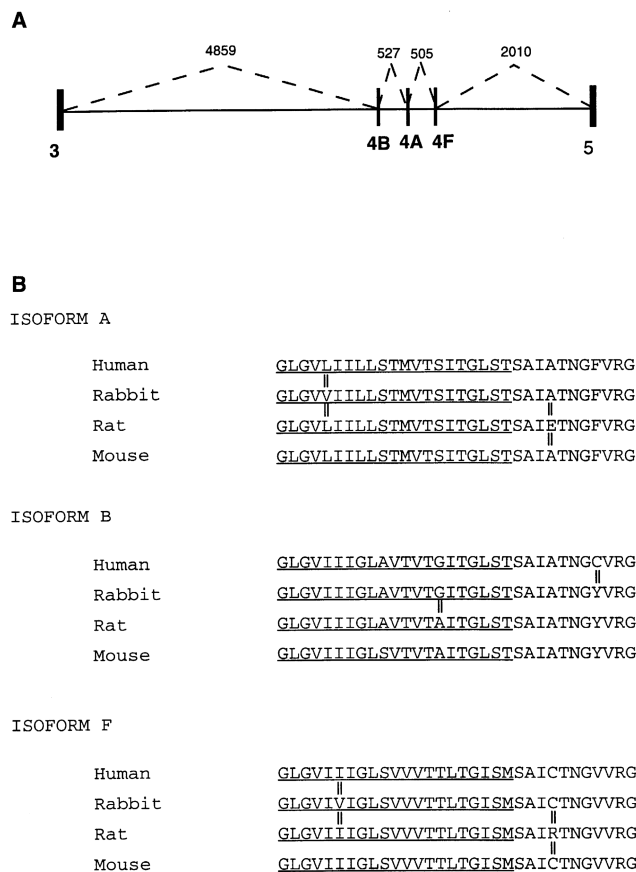 A
4859 527 505 2010
3 4B 4A 4F 5
B
ISOFORM A
Human GLGVLIILLSTMVTSITGLSTSAIATNGFVRG
Rabbit GLGVVIILLSTMVTSITGLSTSAIATNGFVRG
Rat GLGVLIILLSTMVTSITGLSTSAIETNGFVRG
Mouse GLGVLIILLSTMVTSITGLSTSAIATNGFVRG
ISOFORM B
Human GLGVIIIGLAVTVTGITGLSTSAIATNGCVRG
Rabbit GLGVIIIGLAVTVTGITGLSTSAIATNGYVRG
Rat GLGVIIIGLAVTVTAITGLSTSAIATNGYVRG
Mouse GLGVIIIGLSVTVTAITGLSTSAIATNGYVRG
ISOFORM F
Human GLGVIIIGLSVVVTTLTGISMSAICTNGVVRG
Rabbit GLGVIVIGLSVVVTTLTGISMSAICTNGVVRG
Rat GLGVIIIGLSVVVTTLTGISMSAIRTNGVVRG
Mouse GLGVIIIGLSVVVTTLTGISMSAICTNGVVRG